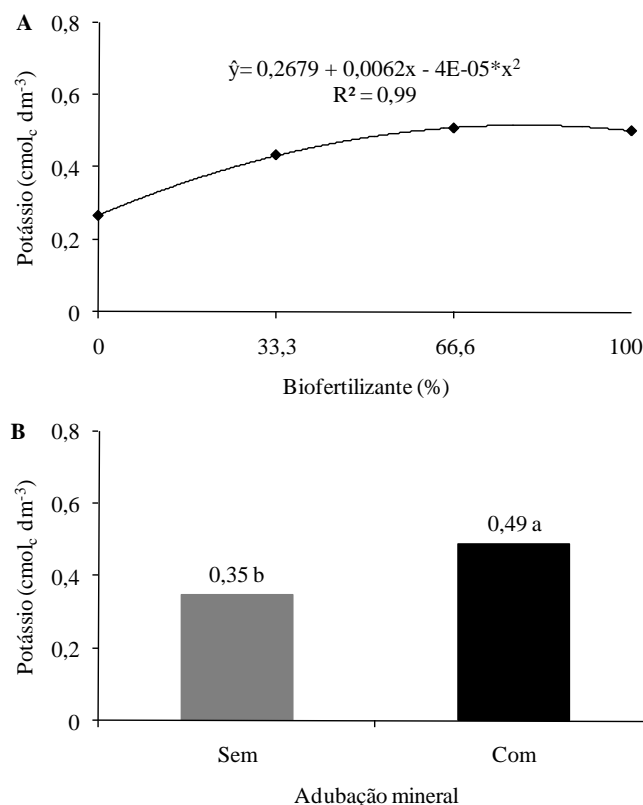 A
0,8
ŷ= 0,2679 + 0,0062x - 4E-05*x²
R² = 0,99
0,6
0,4
0,2
0
Potássio (cmolc dm-3)
0 33,3 66,6 100
Biofertilizante (%)
B
0,8
0,6
0,4
0,2
0
Potássio (cmolc dm-3)
0,35 b
0,49 a
Sem Com
Adubação mineral